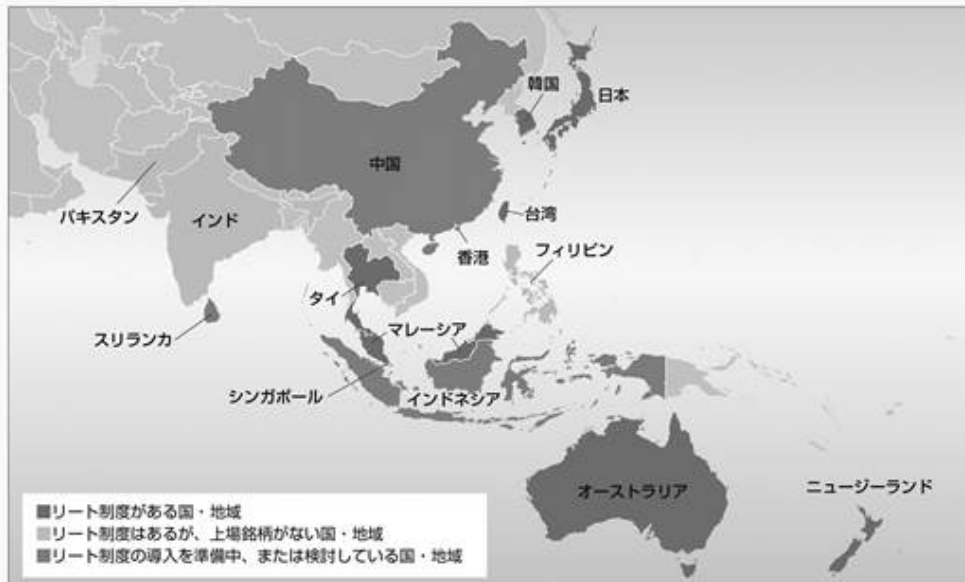 韓国
日本
中国
パキスタン
インド
台湾
香港
フィリピン
タイ
スリランカ
マレーシア
シンガポール
インドネシア
オーストラリア
ニュージーランド
■リート制度がある国・地域
■リート制度はあるが、上場銘柄がない国・地域
■リート制度の導入を準備中、または検討している国・地域